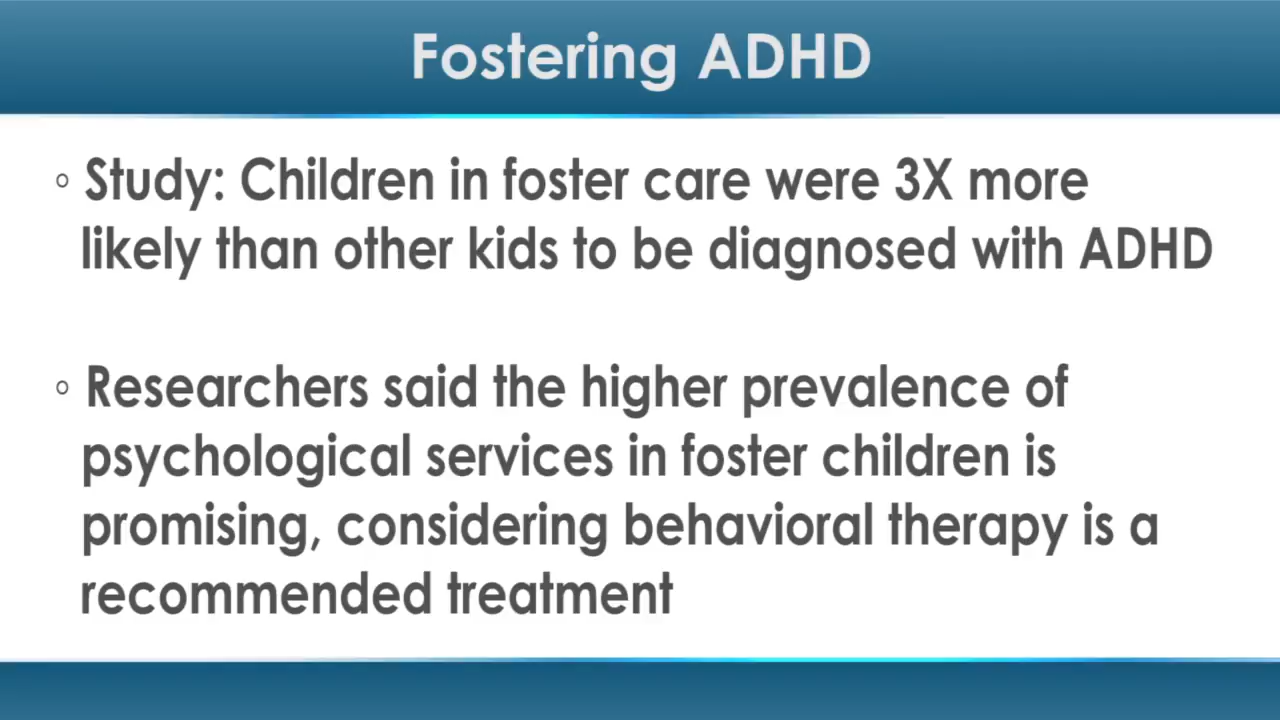 Fostering ADHD
◦ Study: Children in foster care were 3X more
likely than other kids to be diagnosed with ADHD
◦ Researchers said the higher prevalence of
psychological services in foster children is
promising, considering behavioral therapy is a
recommended treatment